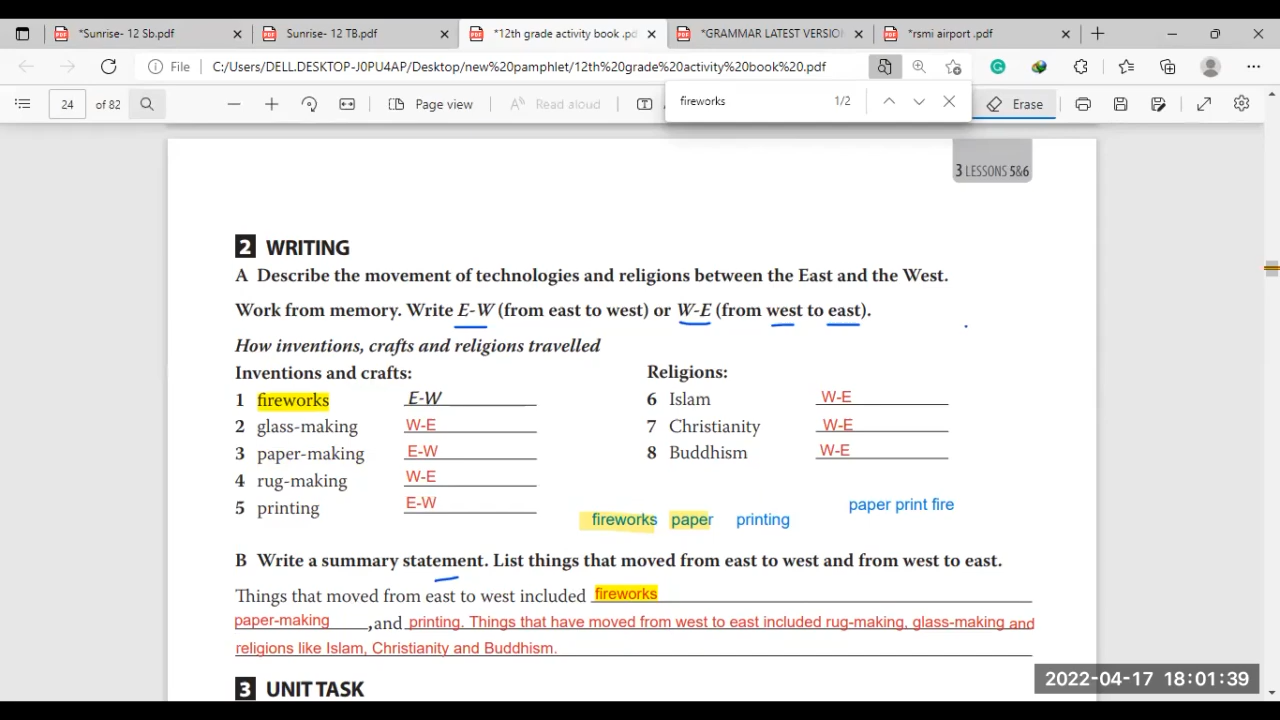 *Sunrise- 12 Sb.pdf
Sunrise- 12 TB.pdf
*12th grade activity book .pd
*GRAMMAR LATEST VERSIO
*rsmi airport .pdf
File
C:/Users/DELL.DESKTOP-J0PU4AP/Desktop/new%20pamphlet/12th%20grade%20activity%20book%20.pdf
24 of 82
Page view
Read aloud
fireworks 1/2
Erase
3 LESSONS 5&6
2 WRITING
A Describe the movement of technologies and religions between the East and the West.
Work from memory. Write E-W (from east to west) or W-E (from west to east).
How inventions, crafts and religions travelled
Inventions and crafts:
1 fireworks E-W
2 glass-making W-E
3 paper-making E-W
4 rug-making W-E
5 printing E-W
Religions:
6 Islam W-E
7 Christianity W-E
8 Buddhism W-E
paper print fire
fireworks paper printing
B Write a summary statement. List things that moved from east to west and from west to east.
Things that moved from east to west included fireworks
paper-making ,and printing. Things that have moved from west to east included rug-making, glass-making and
religions like Islam, Christianity and Buddhism.
3 UNIT TASK
2022-04-17 18:01:39